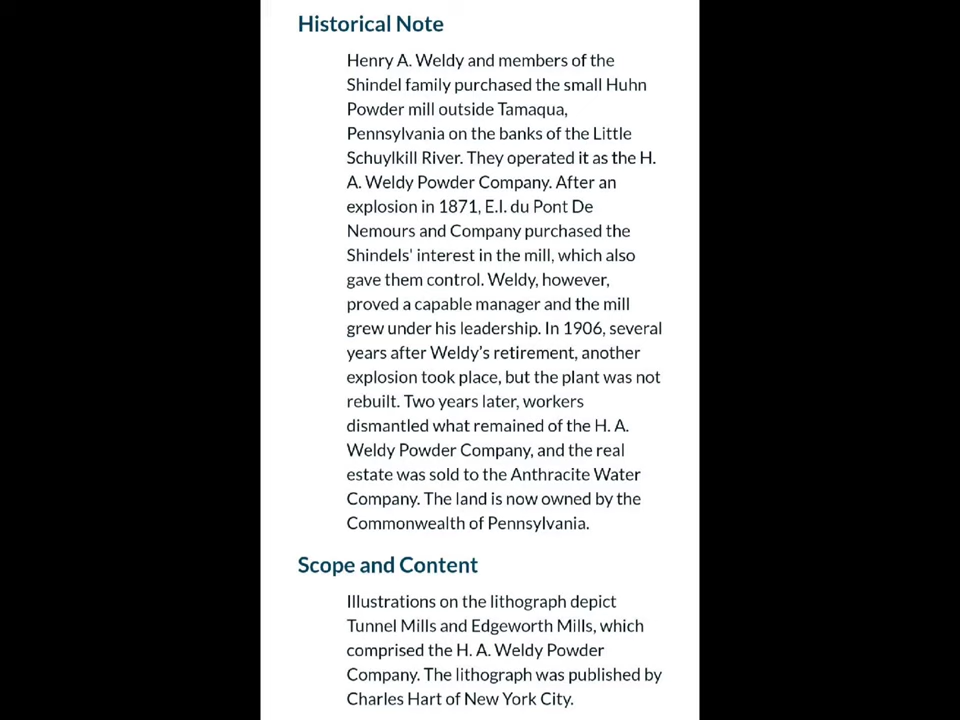 Historical Note
Henry A. Weldy and members of the
Shindel family purchased the small Huhn
Powder mill outside Tamaqua,
Pennsylvania on the banks of the Little
Schuylkill River. They operated it as the H.
A. Weldy Powder Company. After an
explosion in 1871, E.I. du Pont De
Nemours and Company purchased the
Shindels' interest in the mill, which also
gave them control. Weldy, however,
proved a capable manager and the mill
grew under his leadership. In 1906, several
years after Weldy's retirement, another
explosion took place, but the plant was not
rebuilt. Two years later, workers
dismantled what remained of the H. A.
Weldy Powder Company, and the real
estate was sold to the Anthracite Water
Company. The land is now owned by the
Commonwealth of Pennsylvania.
Scope and Content
Illustrations on the lithograph depict
Tunnel Mills and Edgeworth Mills, which
comprised the H. A. Weldy Powder
Company. The lithograph was published by
Charles Hart of New York City.